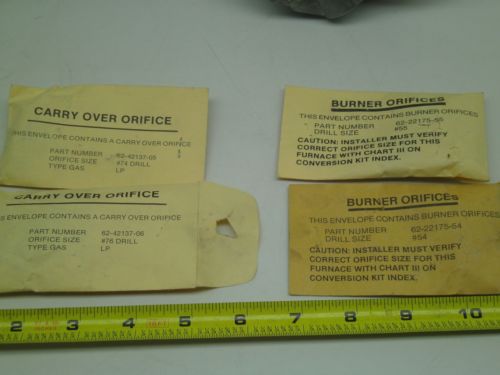 CARRY OVER ORIFICE
THIS ENVELOPE CONTAINS A CARRY OVER ORIFICE
PART NUMBER 62-42137-05
ORIFICE SIZE #74 DRILL
TYPE GAS LP
BURNER ORIFICES
THIS ENVELOPE CONTAINS BURNER ORIFICES
PART NUMBER 62-22175-55
DRILL SIZE #55
CAUTION: INSTALLER MUST VERIFY
CORRECT ORIFICE SIZE FOR THIS
FURNACE WITH CHART III ON
CONVERSION KIT INDEX.
CARRY OVER ORIFICE
THIS ENVELOPE CONTAINS A CARRY OVER ORIFICE
PART NUMBER 62-42137-06
ORIFICE SIZE #76 DRILL
TYPE GAS LP
BURNER ORIFICES
THIS ENVELOPE CONTAINS BURNER ORIFICES
PART NUMBER 62-22175-54
DRILL SIZE #54
CAUTION: INSTALLER MUST VERIFY
CORRECT ORIFICE SIZE FOR THIS
FURNACE WITH CHART III ON
CONVERSION KIT INDEX.
2 3 4 5 6 7 8 9 10